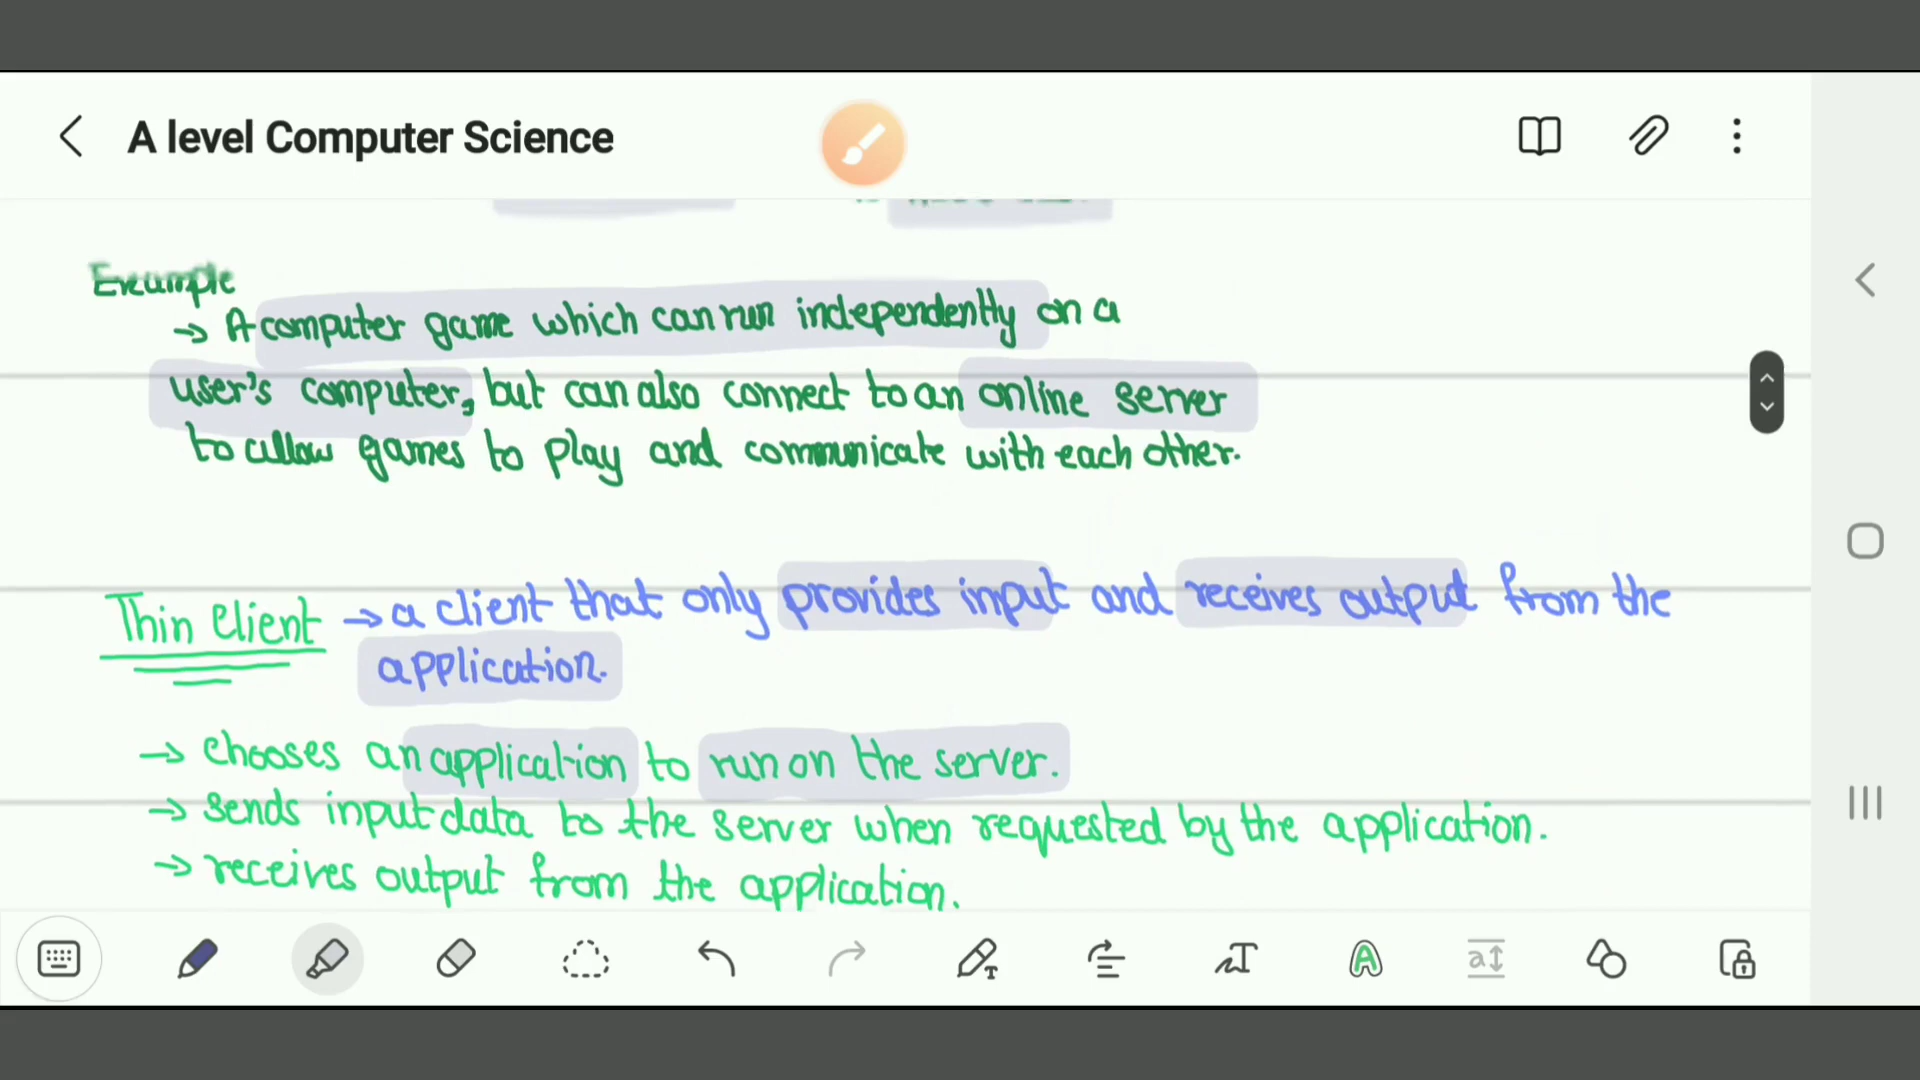 A level Computer Science
Example
→ A computer game which can run independently on a
user's computer, but can also connect to an online server
to allow games to play and communicate with each other.
Thin Client → a client that only provides input and receives output from the
application.
→ chooses an application to run on the server.
→ sends input data to the server when requested by the application.
→ receives output from the application.